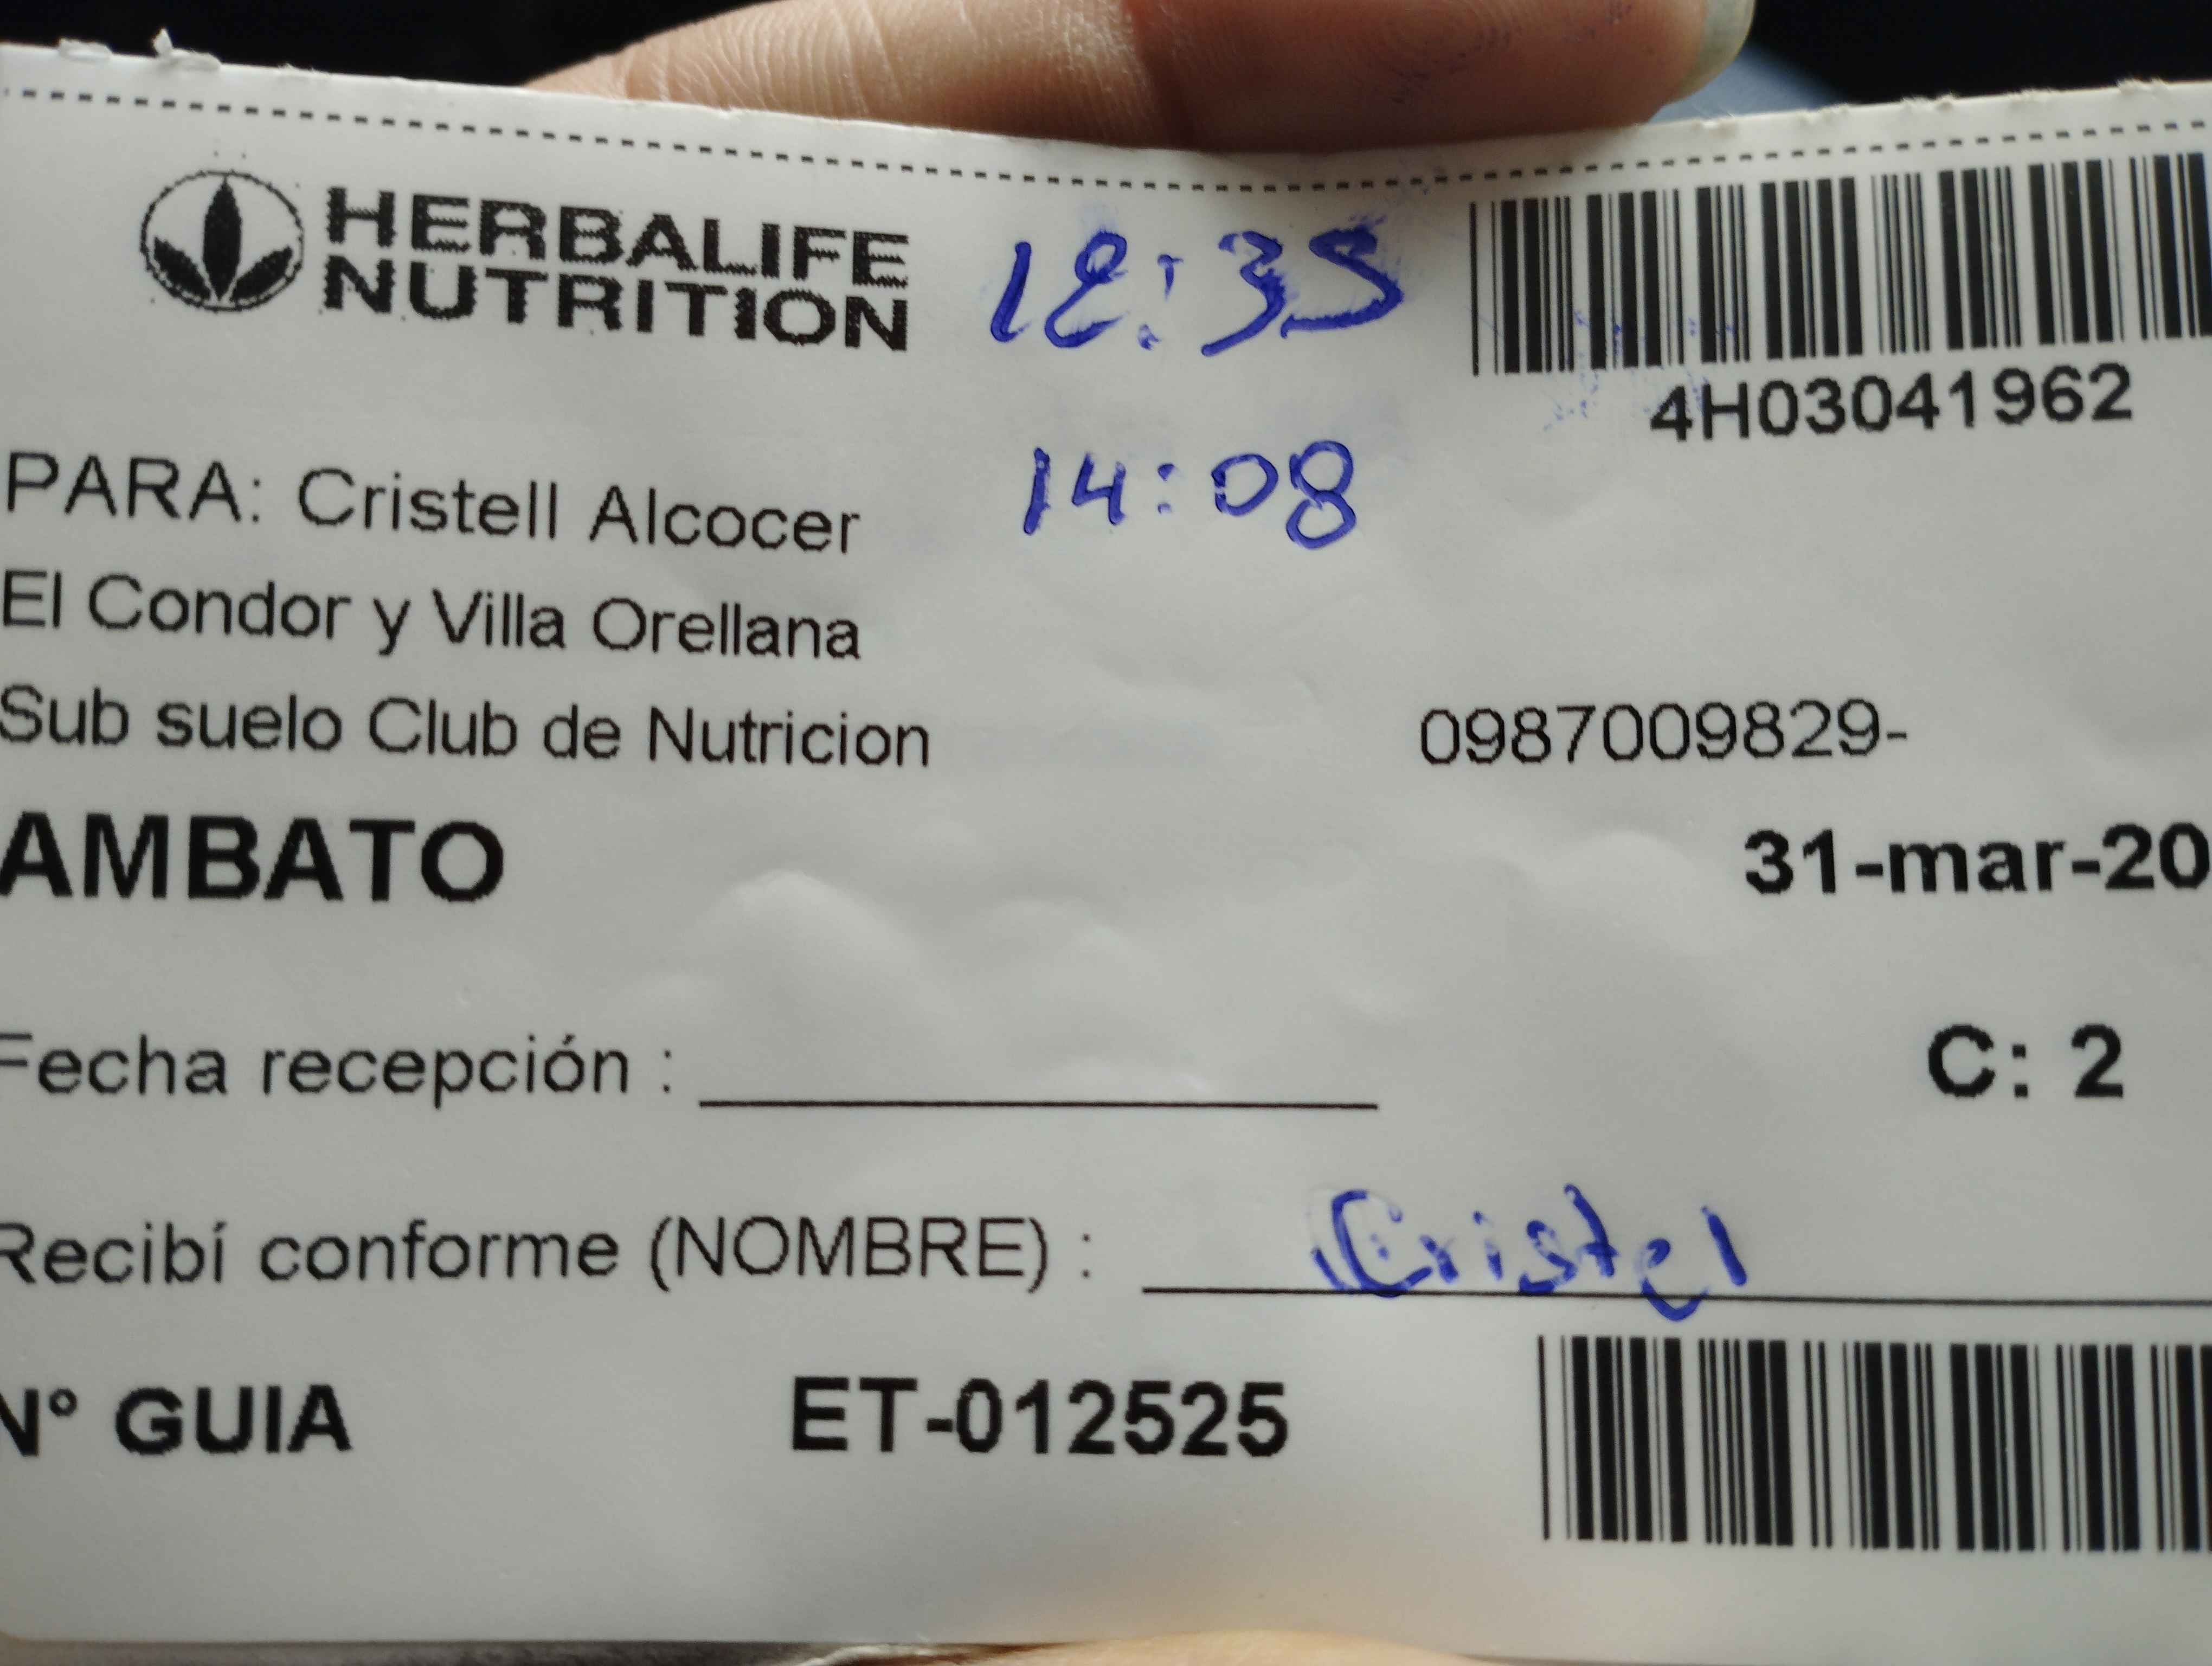 HERBALIFE
NUTRITION
12:35
4H03041962
PARA: Cristell Alcocer
14:08
El Condor y Villa Orellana
Sub suelo Club de Nutricion
0987009829-
AMBATO
31-mar-20
Fecha recepción :
C: 2
Recibí conforme (NOMBRE) : Cristel
N° GUIA
ET-012525